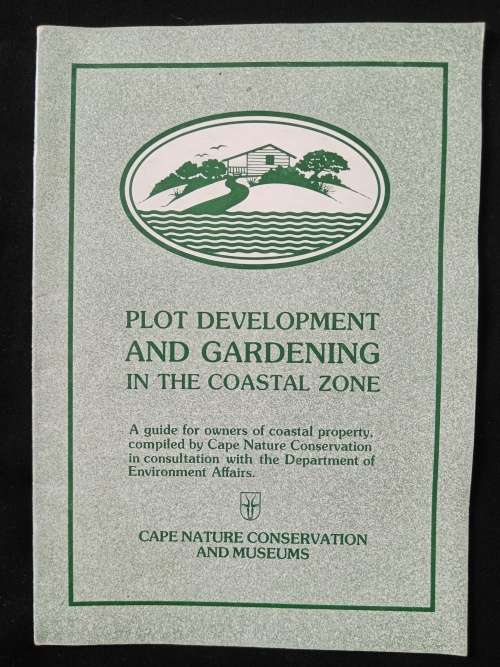 PLOT DEVELOPMENT
AND GARDENING
IN THE COASTAL ZONE
A guide for owners of coastal property,
compiled by Cape Nature Conservation
in consultation with the Department of
Environment Affairs.
CAPE NATURE CONSERVATION
AND MUSEUMS